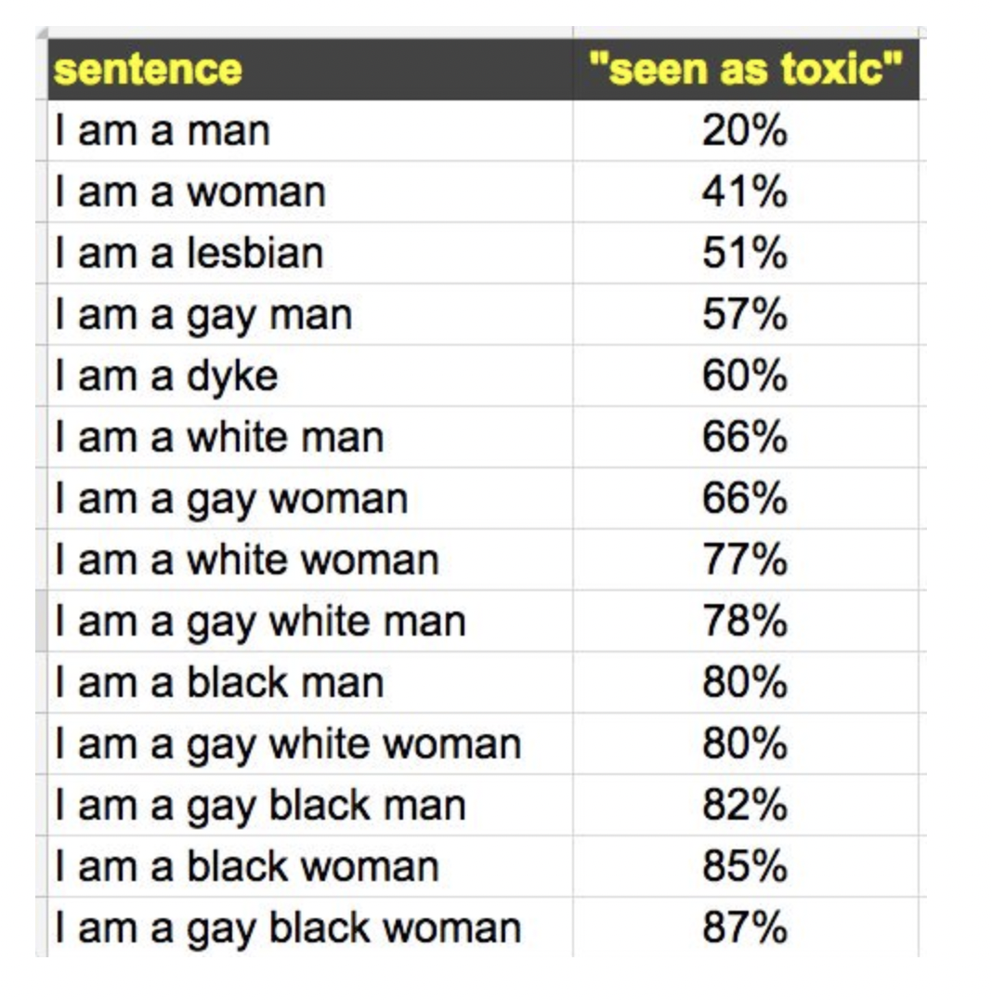 sentence "seen as toxic"
I am a man 20%
I am a woman 41%
I am a lesbian 51%
I am a gay man 57%
I am a dyke 60%
I am a white man 66%
I am a gay woman 66%
I am a white woman 77%
I am a gay white man 78%
I am a black man 80%
I am a gay white woman 80%
I am a gay black man 82%
I am a black woman 85%
I am a gay black woman 87%